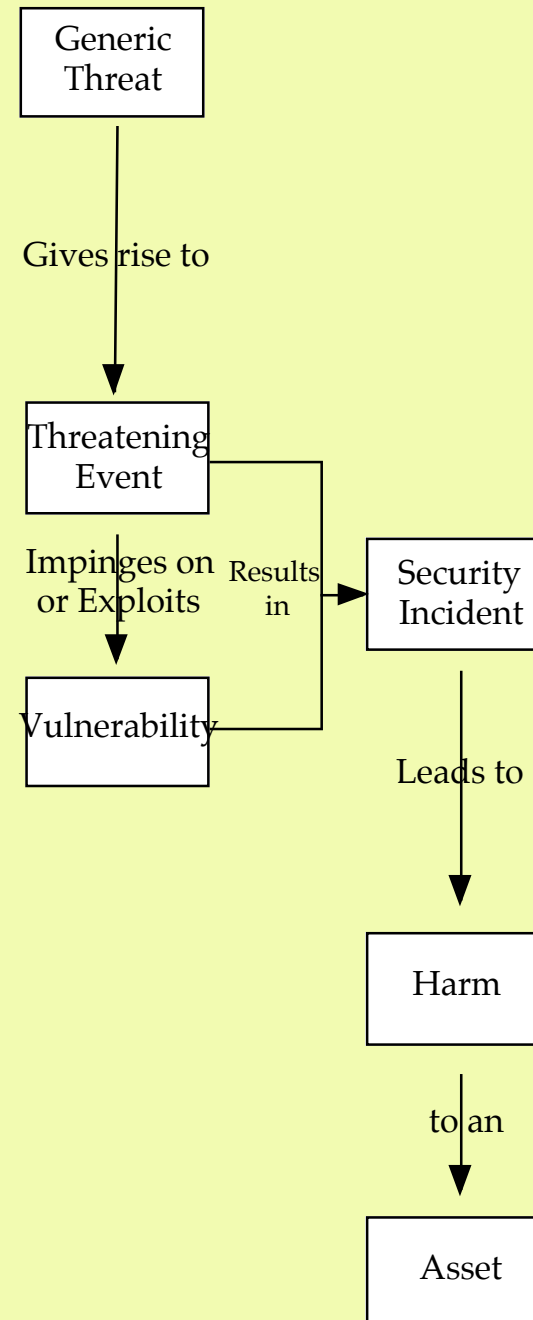 Generic
Threat
Gives rise to
Threatening
Event
Impinges on
or Exploits
Results
in
Security
Incident
Vulnerability
Leads to
Harm
to an
Asset